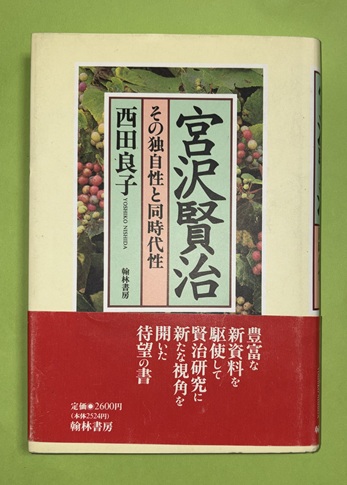 宮沢賢治
その独自性と同時代性
西田良子
YOSHIKO NISHIDA
翰林書房
豊富な
新資料を
駆使して
賢治研究に
新たな視角を
開いた
待望の書
定価●2600円
(本体2524円)
翰林書房